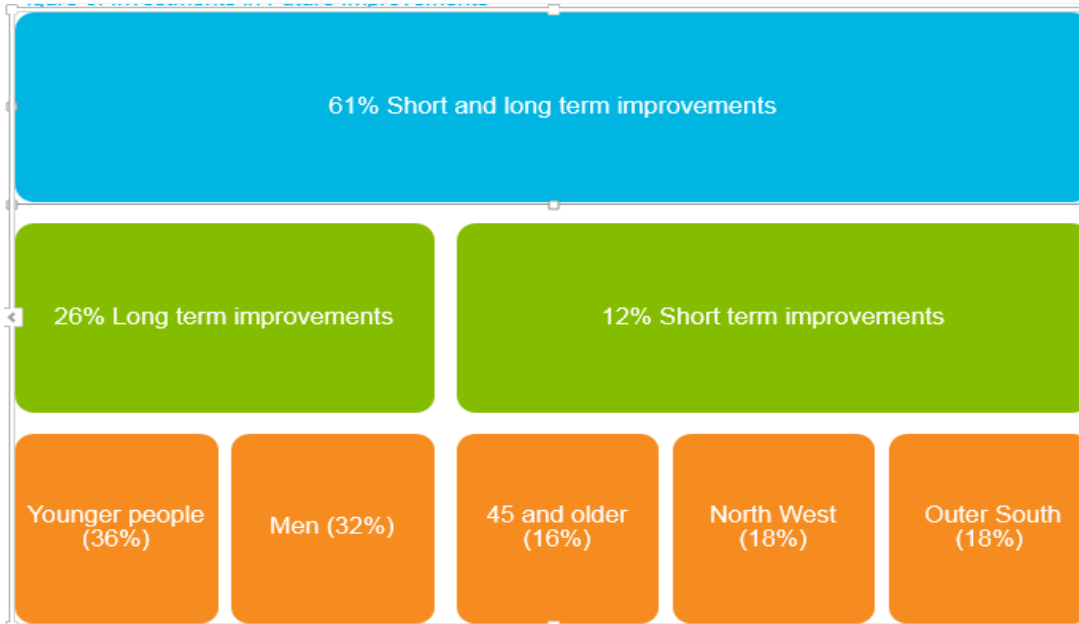 61% Short and long term improvements
26% Long term improvements
12% Short term improvements
Younger people
(36%)
Men (32%)
45 and older
(16%)
North West
(18%)
Outer South
(18%)